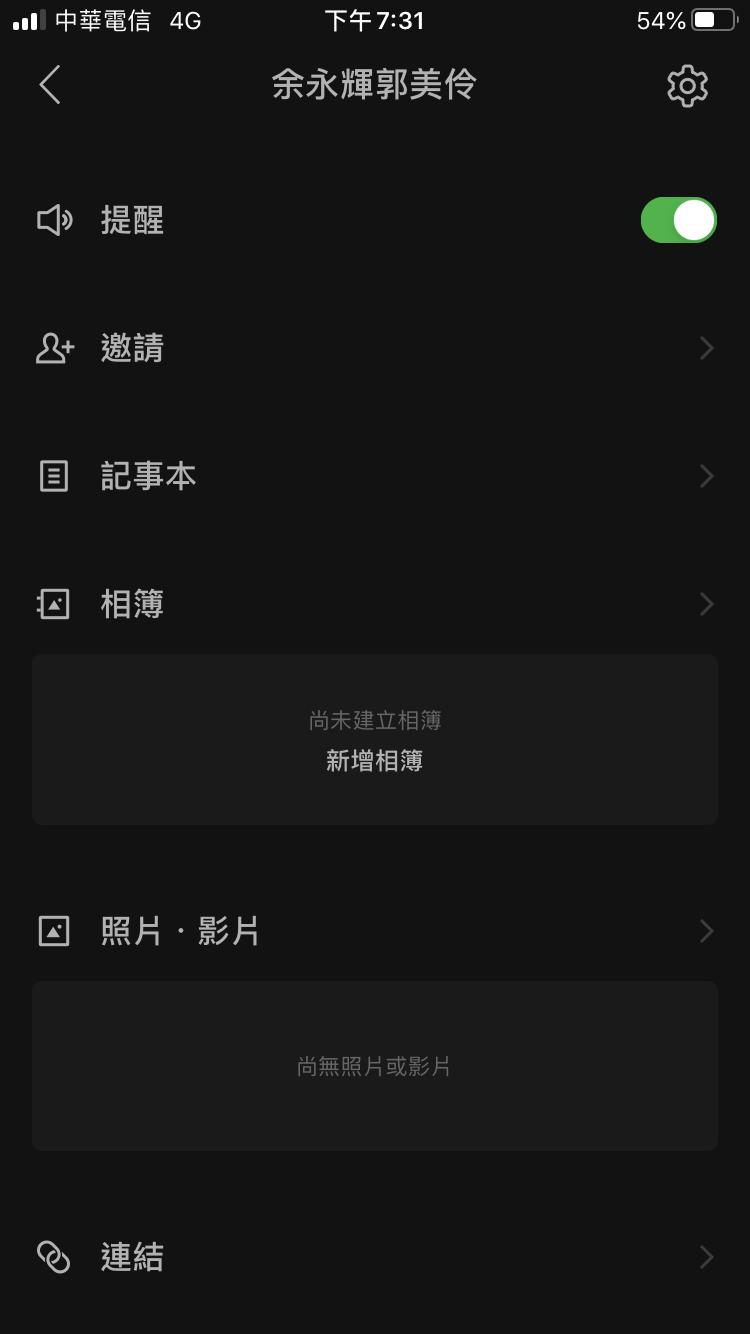 中華電信 4G 下午7:31 54%
余永輝郭美伶
提醒
邀請
記事本
相簿
尚未建立相簿
新增相簿
照片・影片
尚無照片或影片
連結